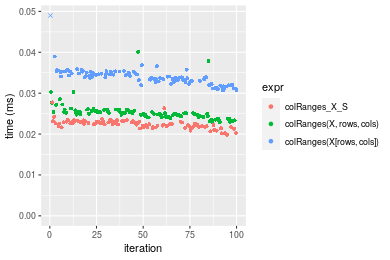 0.05
0.04
0.03
0.02
0.01
0.00
time (ms)
0
25
50
75
100
iteration
expr
colRanges_X_S
colRanges(X, rows, cols)
colRanges(X[rows, cols])